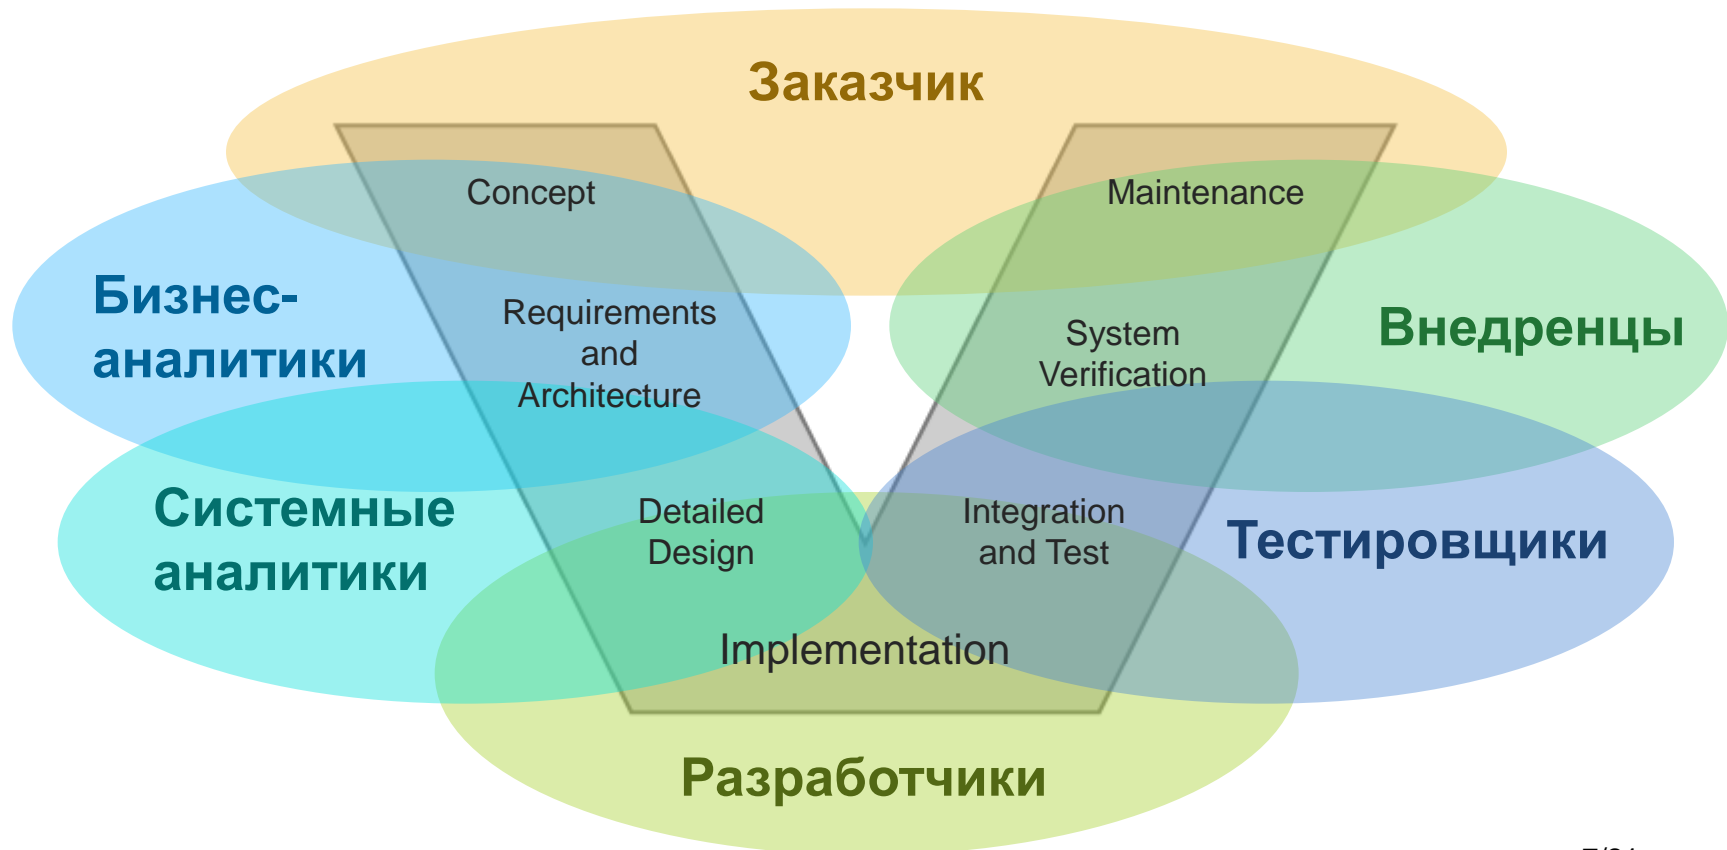 Заказчик
Concept
Maintenance
Бизнес-
аналитики
Requirements
and
Architecture
System
Verification
Внедренцы
Системные
аналитики
Detailed
Design
Integration
and Test
Тестировщики
Implementation
Разработчики